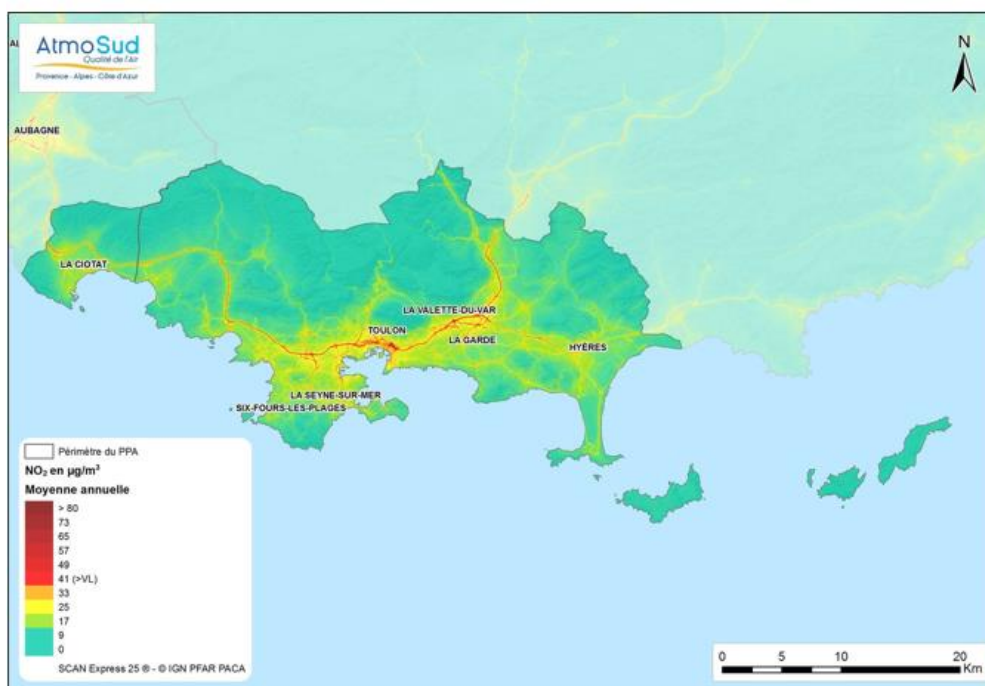 AtmoSud
Qualité de l'Air
Provence - Alpes - Côte d'Azur
N
AUBAGNE
LA CIOTAT
LA VALETTE-DU-VAR
TOULON
LA GARDE
HYÈRES
LA SEYNE-SUR-MER
SIX-FOURS-LES-PLAGES
Périmètre du PPA
NO₂ en µg/m³
Moyenne annuelle
> 80
73
65
57
49
41 (>VL)
33
25
17
9
0
SCAN Express 25 ® - © IGN PFAR PACA
0 5 10 20
Km